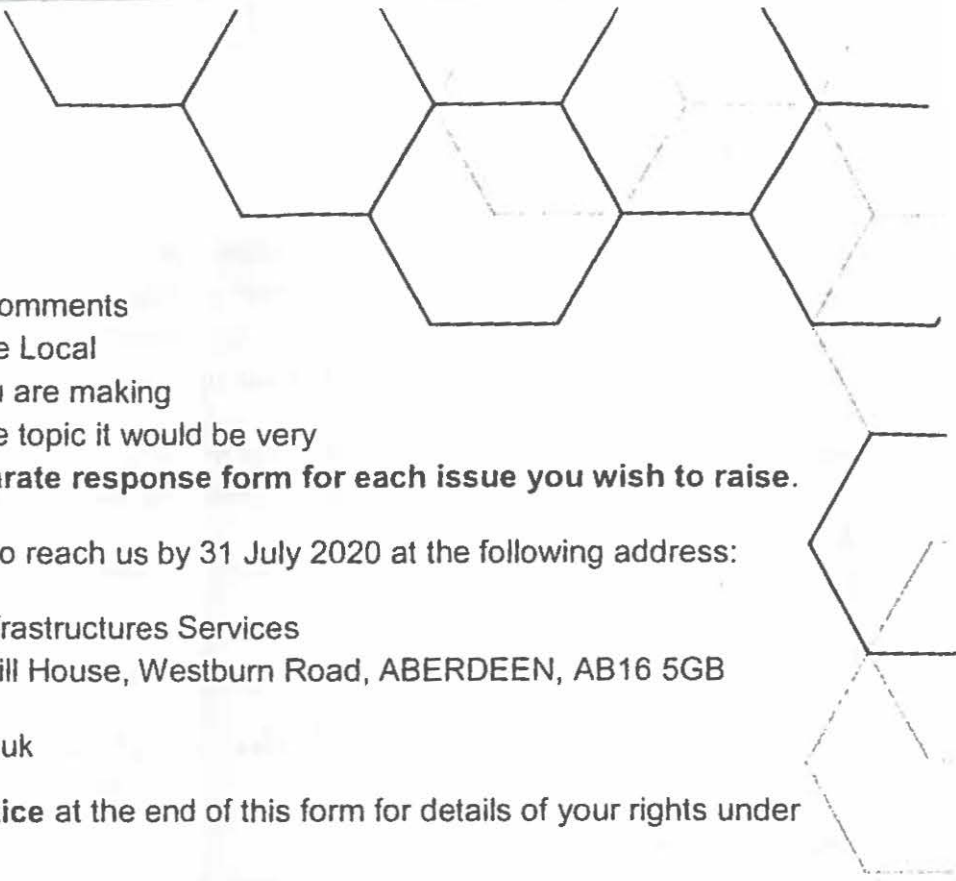 omments
e Local
are making
e topic it would be very
arate response form for each issue you wish to raise.
o reach us by 31 July 2020 at the following address:
rastructures Services
ill House, Westburn Road, ABERDEEN, AB16 5GB
uk
tice at the end of this form for details of your rights under